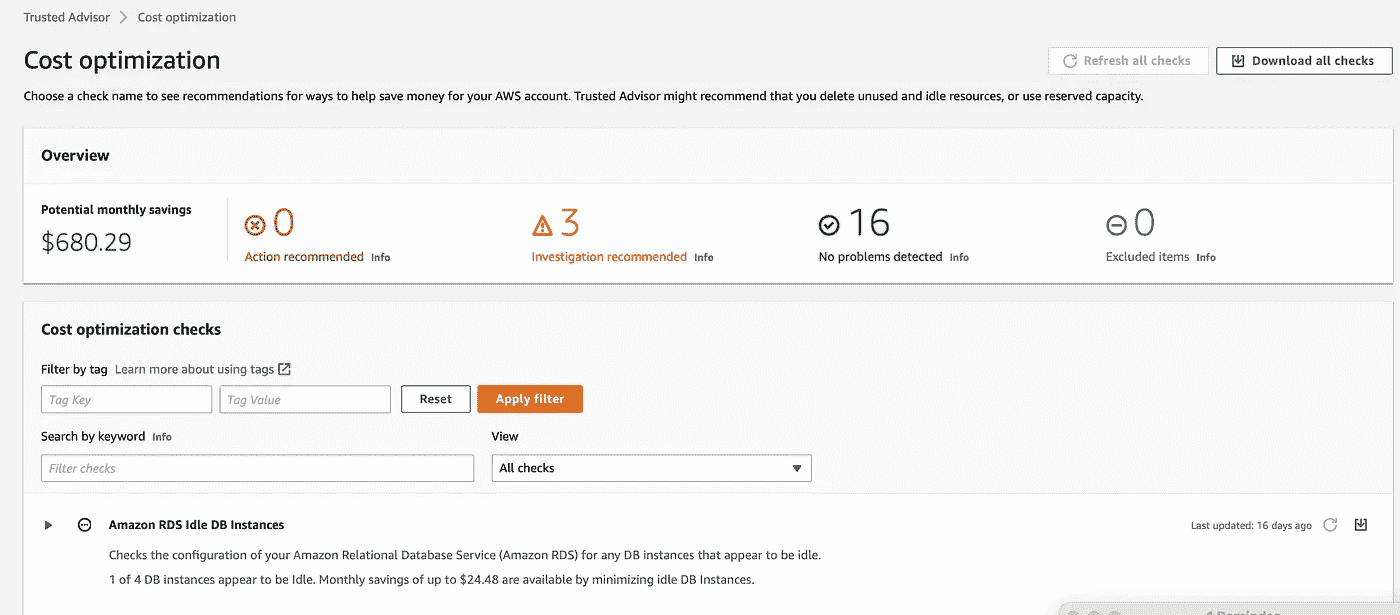 Trusted Advisor > Cost optimization
Cost optimization
Refresh all checks
Download all checks
Choose a check name to see recommendations for ways to help save money for your AWS account. Trusted Advisor might recommend that you delete unused and idle resources, or use reserved capacity.
Overview
Potential monthly savings
$680.29
0
Action recommended Info
3
Investigation recommended Info
16
No problems detected Info
0
Excluded items Info
Cost optimization checks
Filter by tag Learn more about using tags
Tag Key
Tag Value
Reset
Apply filter
Search by keyword Info
View
Filter checks
All checks
Amazon RDS Idle DB Instances
Last updated: 16 days ago
Checks the configuration of your Amazon Relational Database Service (Amazon RDS) for any DB instances that appear to be idle.
1 of 4 DB instances appear to be Idle. Monthly savings of up to $24.48 are available by minimizing idle DB Instances.